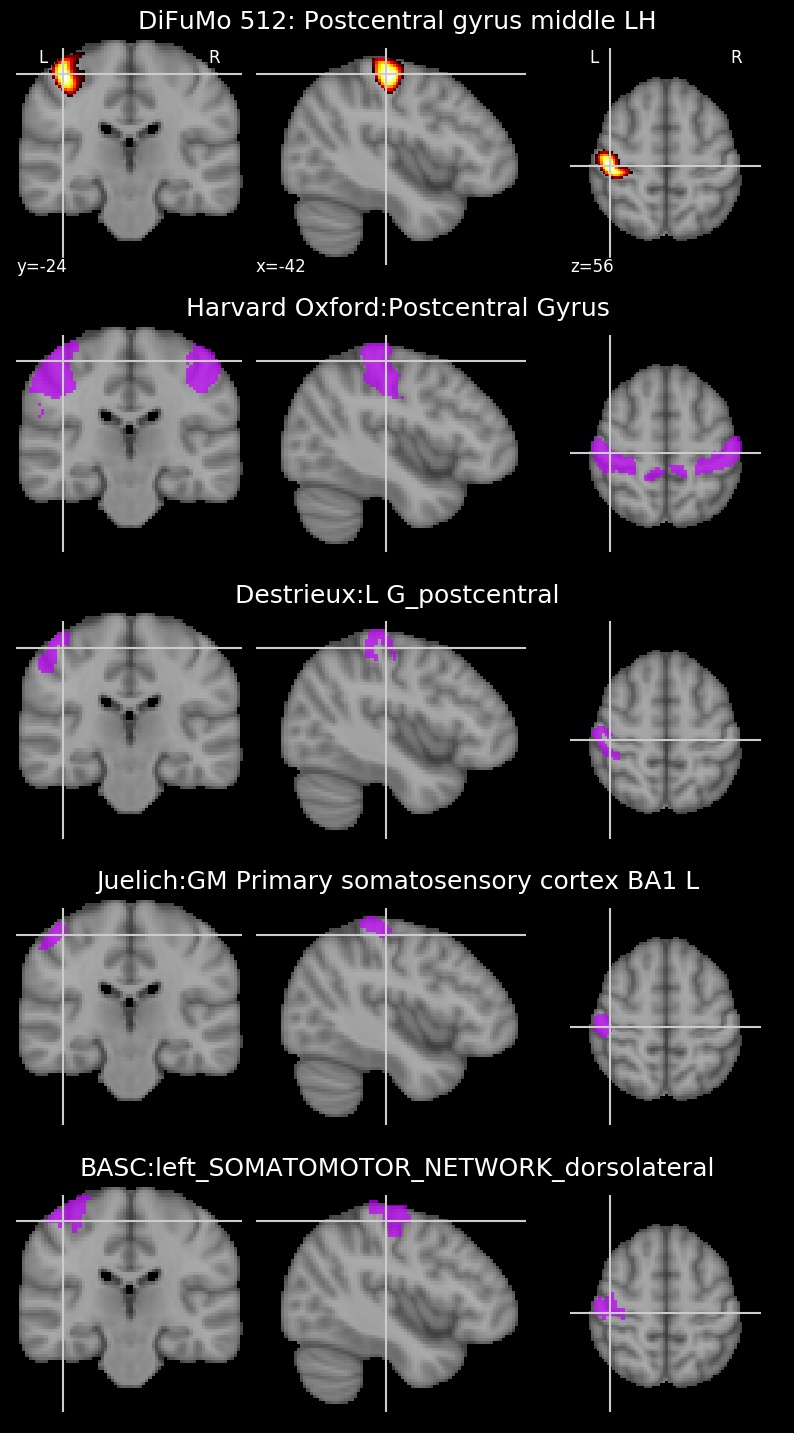 DiFuMo 512: Postcentral gyrus middle LH
L R L R
y=-24 x=-42 z=56
Harvard Oxford:Postcentral Gyrus
Destrieux:L G_postcentral
Juelich:GM Primary somatosensory cortex BA1 L
BASC:left_SOMATOMOTOR_NETWORK_dorsolateral